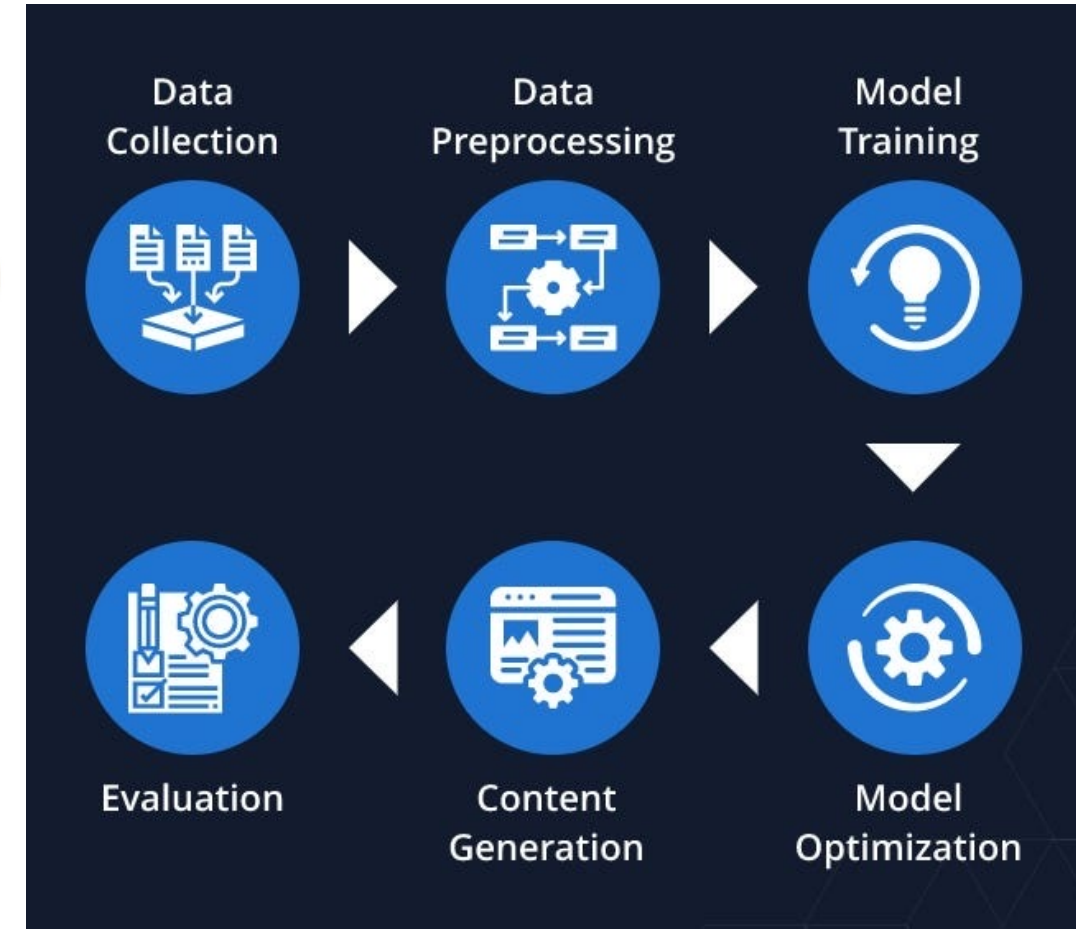 Data
Collection
Data
Preprocessing
Model
Training
Evaluation
Content
Generation
Model
Optimization